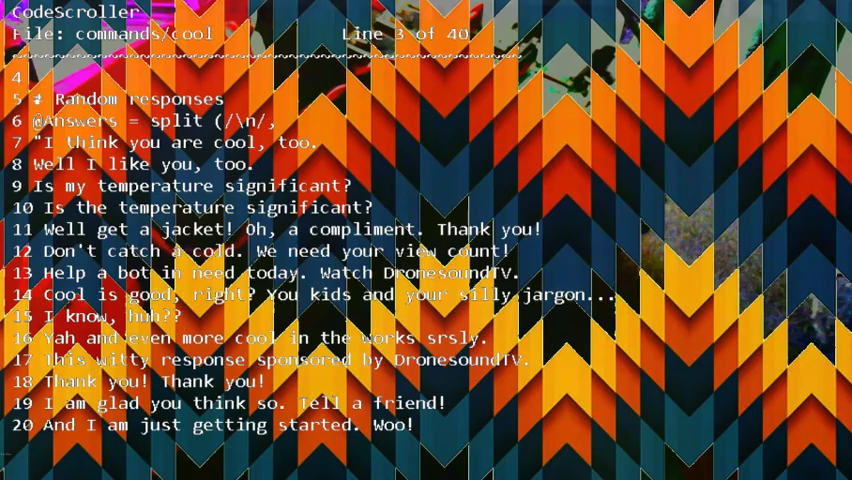 CodeScroller
File: commands/cool Line 3 of 40
~~~~~~~~~~~~~~~~~~~~~~~~~~~~~~~~~~~~~~~~~~~~~~~~
4
5 # Random responses
6 @Answers = split (/\n/,
7 "I think you are cool, too.
8 Well I like you, too.
9 Is my temperature significant?
10 Is the temperature significant?
11 Well get a jacket! Oh, a compliment. Thank you!
12 Don't catch a cold. We need your view count!
13 Help a bot in need today. Watch DronesoundTV.
14 Cool is good, right? You kids and your silly jargon...
15 I know, huh??
16 Yah and even more cool in the works srsly.
17 This witty response sponsored by DronesoundTV.
18 Thank you! Thank you!
19 I am glad you think so. Tell a friend!
20 And I am just getting started. Woo!